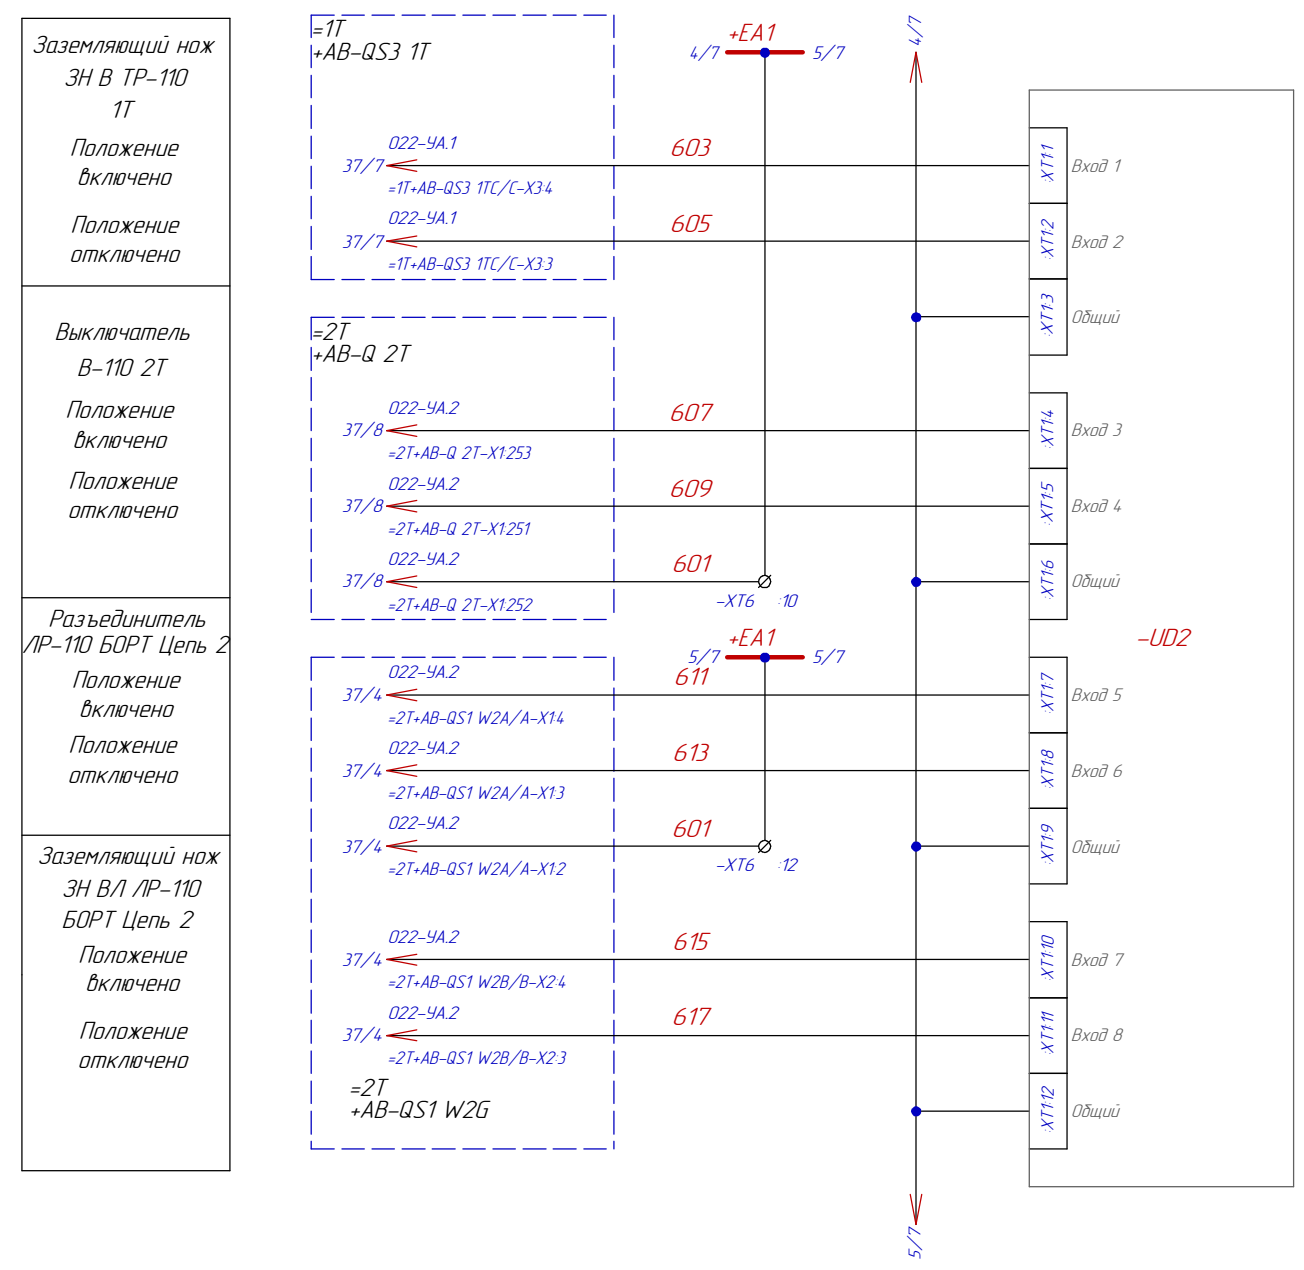 Заземляющий нож
ЗН В ТР-110
1Т
Положение
включено
Положение
отключено
Выключатель
В-110 2Т
Положение
включено
Положение
отключено
Разъединитель
ЛР-110 БОРТ Цепь 2
Положение
включено
Положение
отключено
Заземляющий нож
ЗН ВЛ ЛР-110
БОРТ Цепь 2
Положение
включено
Положение
отключено
=1Т
+АВ-QS3 1Т
022-УА.1
37/7
603
=1Т+АВ-QS3 1ТС/С-Х3:4
022-УА.1
37/7
605
=1Т+АВ-QS3 1ТС/С-Х3:3
=2Т
+АВ-Q 2Т
022-УА.2
37/8
607
=2Т+АВ-Q 2Т-Х1:253
022-УА.2
37/8
609
=2Т+АВ-Q 2Т-Х1:251
022-УА.2
37/8
601
=2Т+АВ-Q 2Т-Х1:252
022-УА.2
37/4
611
=2Т+АВ-QS1 W2A/A-Х1:4
022-УА.2
37/4
613
=2Т+АВ-QS1 W2A/A-Х1:3
022-УА.2
37/4
601
=2Т+АВ-QS1 W2A/A-Х1:2
022-УА.2
37/4
615
=2Т+АВ-QS1 W2B/B-Х2:4
022-УА.2
37/4
617
=2Т+АВ-QS1 W2B/B-Х2:3
=2Т
+АВ-QS1 W2G
+EA1
4/7
5/7
-XT6 :10
+EA1
5/7
5/7
-XT6 :12
4/7
5/7
:XT1:1
Вход 1
:XT1:2
Вход 2
:XT1:3
Общий
:XT1:4
Вход 3
:XT1:5
Вход 4
:XT1:6
Общий
:XT1:7
Вход 5
:XT1:8
Вход 6
:XT1:9
Общий
:XT1:10
Вход 7
:XT1:11
Вход 8
:XT1:12
Общий
-UD2